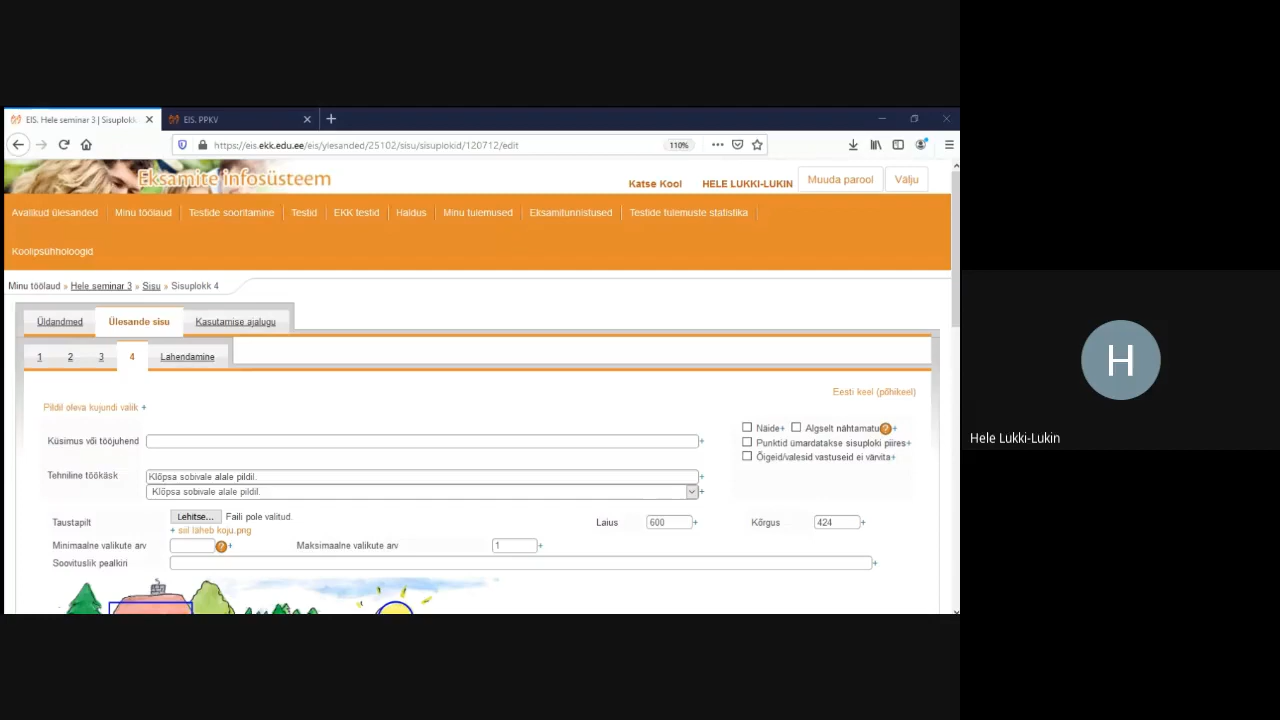 EIS. Hele seminar 3 | Sisuplokk
EIS. PPKV
https://eis.ekk.edu.ee/eis/ylesanded/25102/sisu/sisuplokid/120712/edit
110%
Eksamite infosüsteem
Katse Kool HELE LUKKI-LUKIN Muuda parool Välju
Avalikud ülesanded Minu töölaud Testide sooritamine Testid EKK testid Haldus Minu tulemused Eksamitunnistused Testide tulemuste statistika
Koolipsühholoogid
Minu töölaud » Hele seminar 3 » Sisu » Sisuplokk 4
Üldandmed Ülesande sisu Kasutamise ajalugu
1 2 3 4 Lahendamine
Eesti keel (põhikeel)
Pildil oleva kujundi valik +
Näide+ Algselt nähtamatu?+
Küsimus või tööjuhend +
Punktid ümardatakse sisuploki piires+
Õigeid/valesid vastuseid ei värvita+
Tehniline töökäsk Klõpsa sobivale alale pildil. +
Klõpsa sobivale alale pildil. +
Taustapilt Lehitse... Faili pole valitud. Laius 600 + Kõrgus 424 +
+ siil läheb koju.png
Minimaalne valikute arv ?+ Maksimaalne valikute arv 1 +
Soovituslik pealkiri +
H
Hele Lukki-Lukin